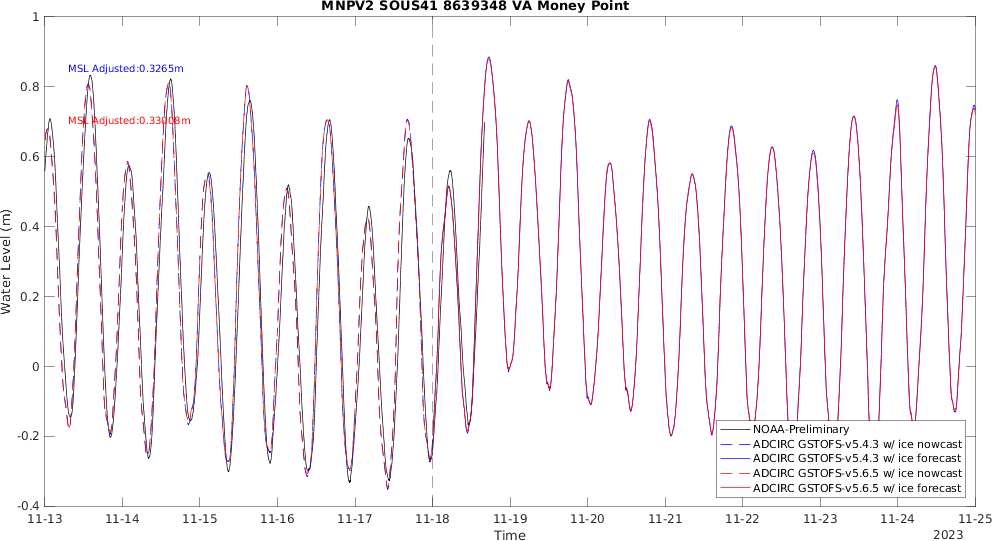 MNPV2 SOUS41 8639348 VA Money Point
1
0.8
0.6
0.4
0.2
0
-0.2
-0.4
Water Level (m)
MSL Adjusted:0.3265m
MSL Adjusted:0.33008m
NOAA-Preliminary
ADCIRC GSTOFS-v5.4.3 w/ ice nowcast
ADCIRC GSTOFS-v5.4.3 w/ ice forecast
ADCIRC GSTOFS-v5.6.5 w/ ice nowcast
ADCIRC GSTOFS-v5.6.5 w/ ice forecast
11-13 11-14 11-15 11-16 11-17 11-18 11-19 11-20 11-21 11-22 11-23 11-24 11-25
Time
2023